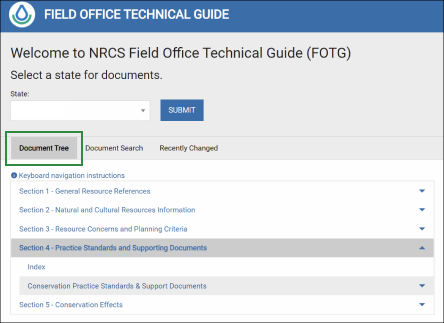 FIELD OFFICE TECHNICAL GUIDE
Welcome to NRCS Field Office Technical Guide (FOTG)
Select a state for documents.
State:
SUBMIT
Document Tree Document Search Recently Changed
Keyboard navigation instructions
Section 1 - General Resource References
Section 2 - Natural and Cultural Resources Information
Section 3 - Resource Concerns and Planning Criteria
Section 4 - Practice Standards and Supporting Documents
Index
Conservation Practice Standards & Support Documents
Section 5 - Conservation Effects